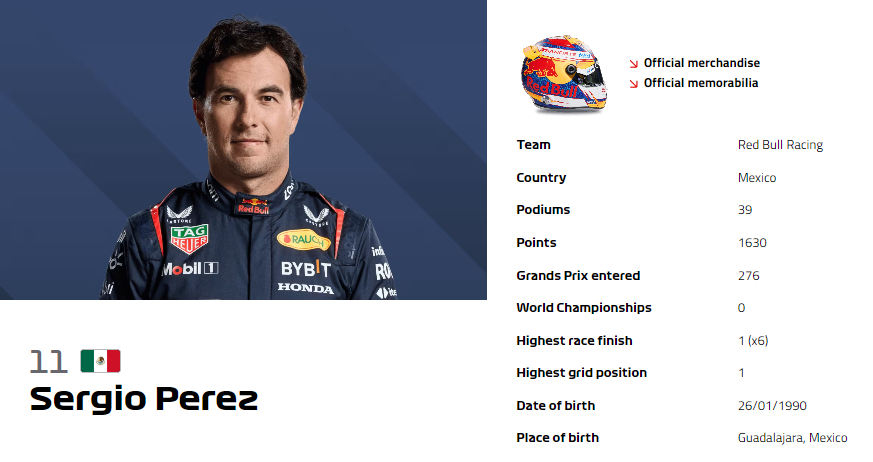 Red Bull
TAG
HEUER
RAUCH
Mobil 1
BYBIT
HONDA
11
Sergio Perez
Red Bull
Official merchandise
Official memorabilia
Team Red Bull Racing
Country Mexico
Podiums 39
Points 1630
Grands Prix entered 276
World Championships 0
Highest race finish 1 (x6)
Highest grid position 1
Date of birth 26/01/1990
Place of birth Guadalajara, Mexico